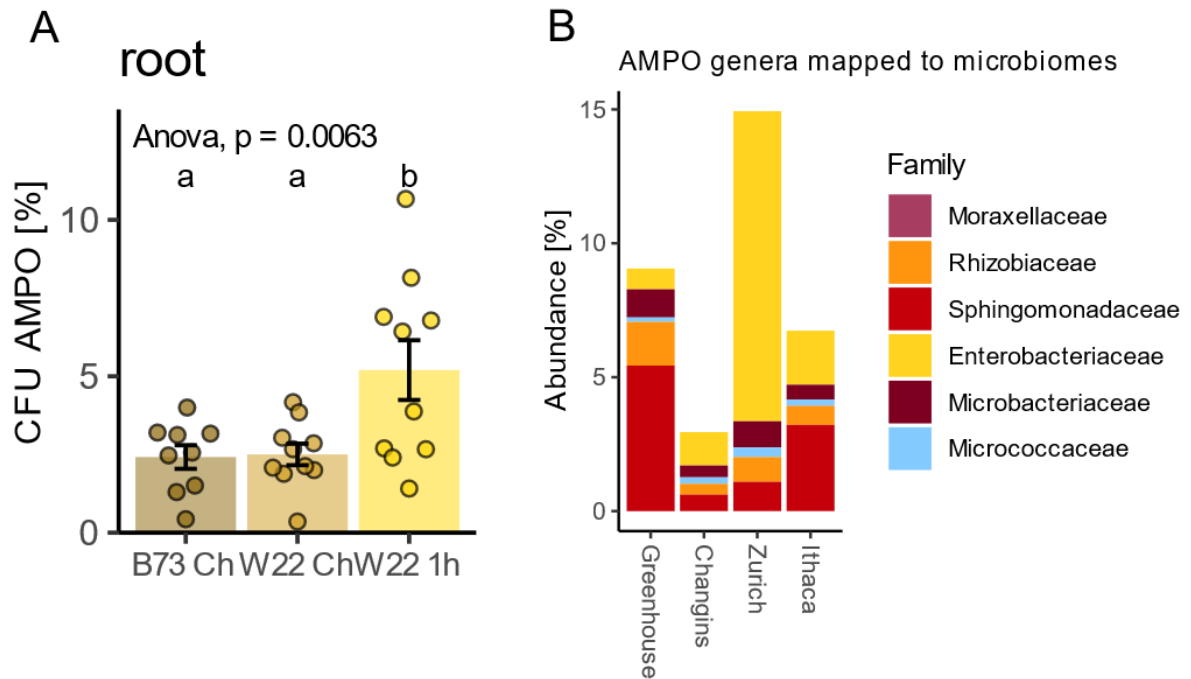 A
root
Anova, p = 0.0063
a a b
CFU AMPO [%]
10
5
0
B73 Ch W22 Ch W22 1h
B
AMPO genera mapped to microbiomes
Abundance [%]
15
10
5
0
Greenhouse
Changins
Zurich
Ithaca
Family
Moraxellaceae
Rhizobiaceae
Sphingomonadaceae
Enterobacteriaceae
Microbacteriaceae
Micrococcaceae